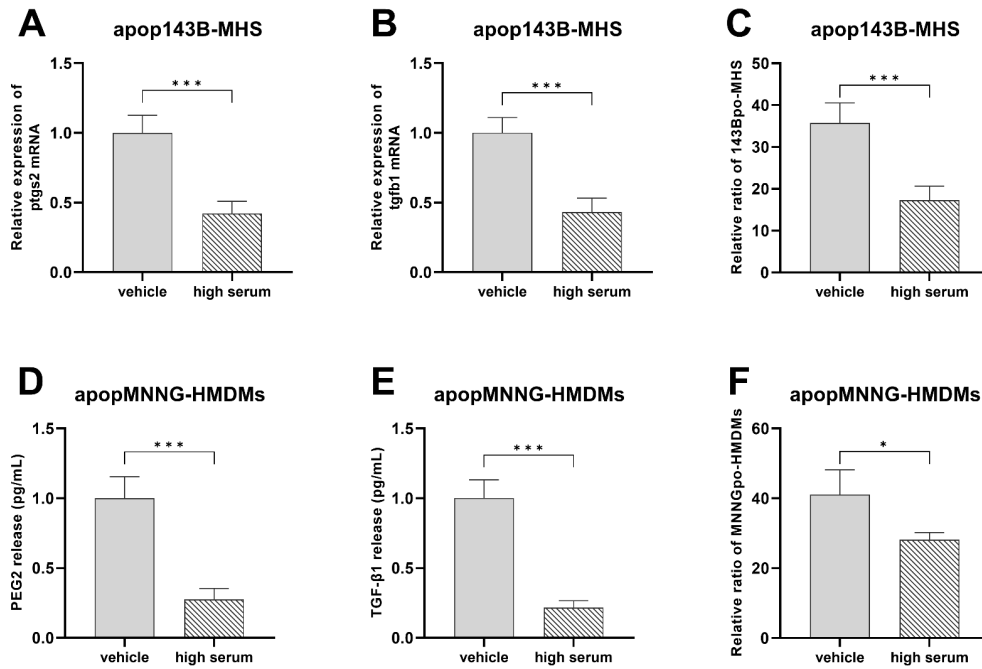 A
apop143B-MHS
Relative expression of
ptgs2 mRNA
1.5
1.0
0.5
0.0
***
vehicle
high serum
B
apop143B-MHS
Relative expression of
tgfb1 mRNA
1.5
1.0
0.5
0.0
***
vehicle
high serum
C
apop143B-MHS
Relative ratio of 143Bpo-MHS
50
40
30
20
10
0
***
vehicle
high serum
D
apopMNNG-HMDMs
PEG2 release (pg/mL)
1.5
1.0
0.5
0.0
***
vehicle
high serum
E
apopMNNG-HMDMs
TGF-β1 release (pg/mL)
1.5
1.0
0.5
0.0
***
vehicle
high serum
F
apopMNNG-HMDMs
Relative ratio of MNNGpo-HMDMs
60
40
20
0
*
vehicle
high serum